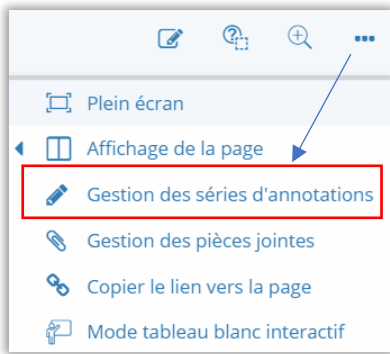 Plein écran
Affichage de la page
Gestion des séries d'annotations
Gestion des pièces jointes
Copier le lien vers la page
Mode tableau blanc interactif